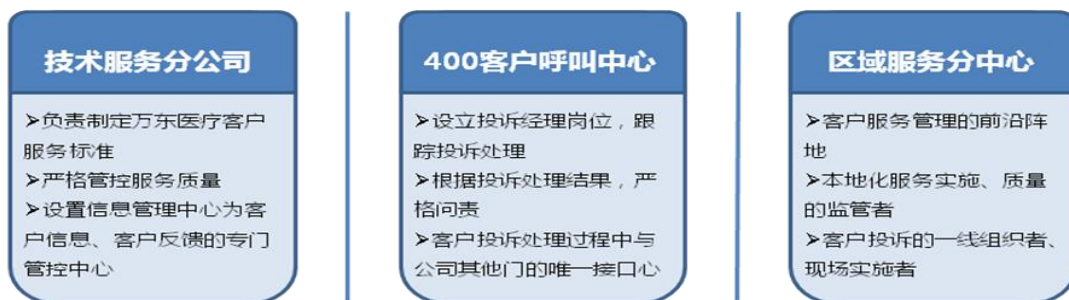 技术服务分公司
➢负责制定万东医疗客户
服务标准
➢严格管控服务质量
➢设置信息管理中心为客
户信息、客户反馈的专门
管控中心
400客户呼叫中心
➢设立投诉经理岗位，跟
踪投诉处理
➢根据投诉处理结果，严
格问责
➢客户投诉处理过程中与
公司其他门的唯一接口心
区域服务分中心
➢客户服务管理的前沿阵
地
➢本地化服务实施、质量
的监管者
➢客户投诉的一线组织者、
现场实施者